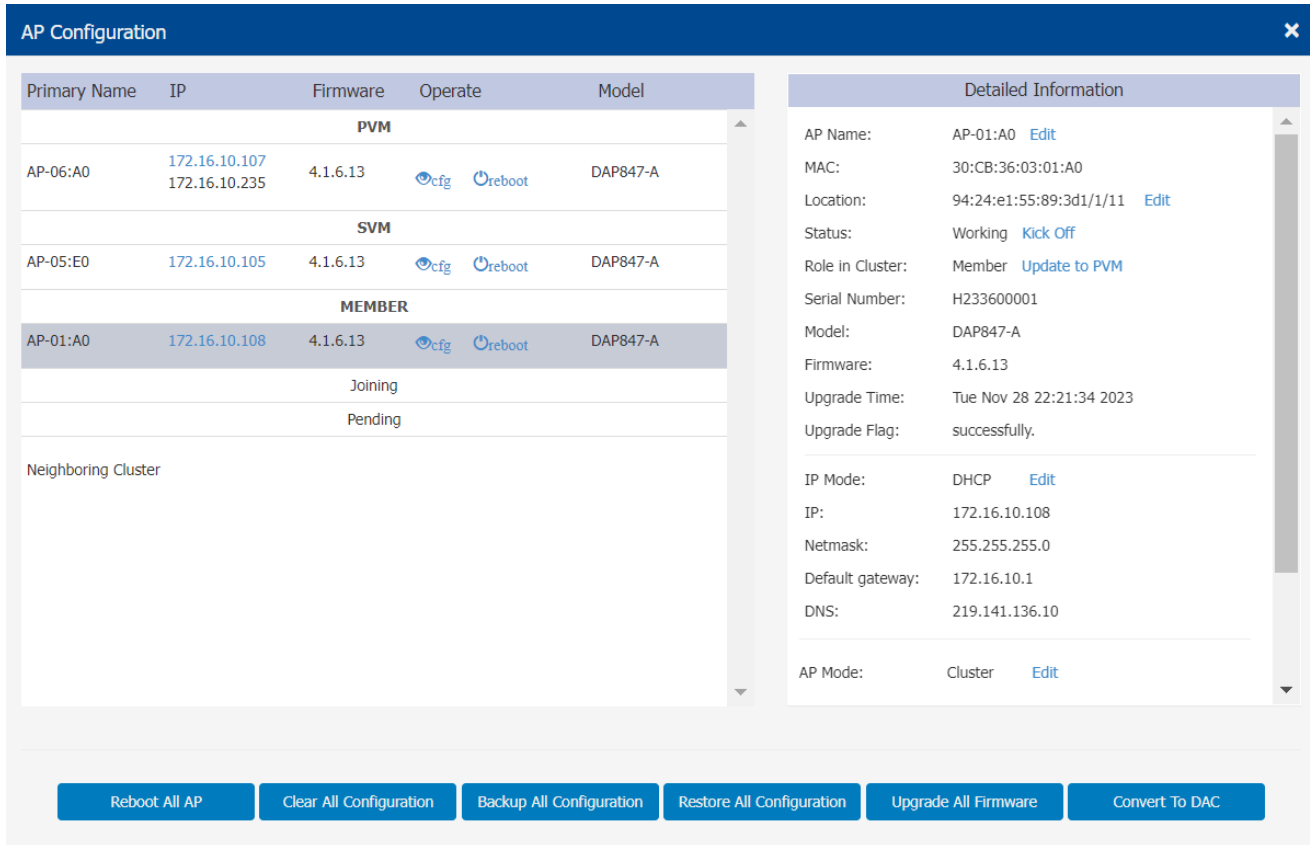 AP Configuration
Primary Name IP Firmware Operate Model
PVM
AP-06:A0 172.16.10.107 4.1.6.13 cfg reboot DAP847-A
172.16.10.235
SVM
AP-05:E0 172.16.10.105 4.1.6.13 cfg reboot DAP847-A
MEMBER
AP-01:A0 172.16.10.108 4.1.6.13 cfg reboot DAP847-A
Joining
Pending
Neighboring Cluster
Detailed Information
AP Name: AP-01:A0 Edit
MAC: 30:CB:36:03:01:A0
Location: 94:24:e1:55:89:3d1/1/11 Edit
Status: Working Kick Off
Role in Cluster: Member Update to PVM
Serial Number: H233600001
Model: DAP847-A
Firmware: 4.1.6.13
Upgrade Time: Tue Nov 28 22:21:34 2023
Upgrade Flag: successfully.
IP Mode: DHCP Edit
IP: 172.16.10.108
Netmask: 255.255.255.0
Default gateway: 172.16.10.1
DNS: 219.141.136.10
AP Mode: Cluster Edit
Reboot All AP Clear All Configuration Backup All Configuration Restore All Configuration Upgrade All Firmware Convert To DAC